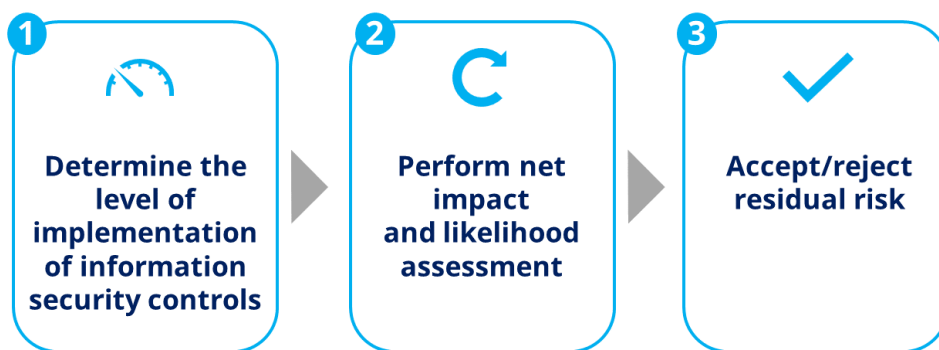 1
Determine the
level of
implementation
of information
security controls
2
Perform net
impact
and likelihood
assessment
3
Accept/reject
residual risk